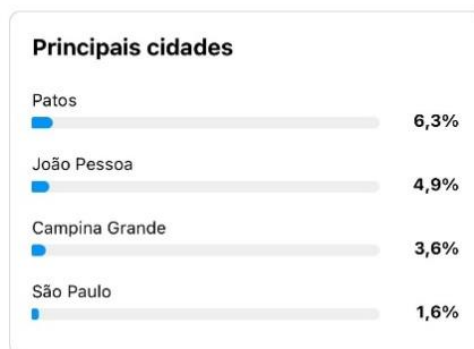 Principais cidades
Patos
6,3%
João Pessoa
4,9%
Campina Grande
3,6%
São Paulo
1,6%